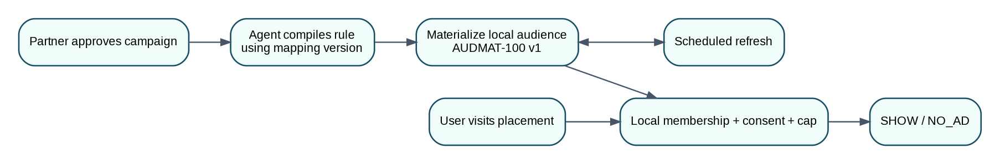 Partner approves campaign
Agent compiles rule
using mapping version
Materialize local audience
AUDMAT-100 v1
Scheduled refresh
User visits placement
Local membership + consent + cap
SHOW / NO_AD